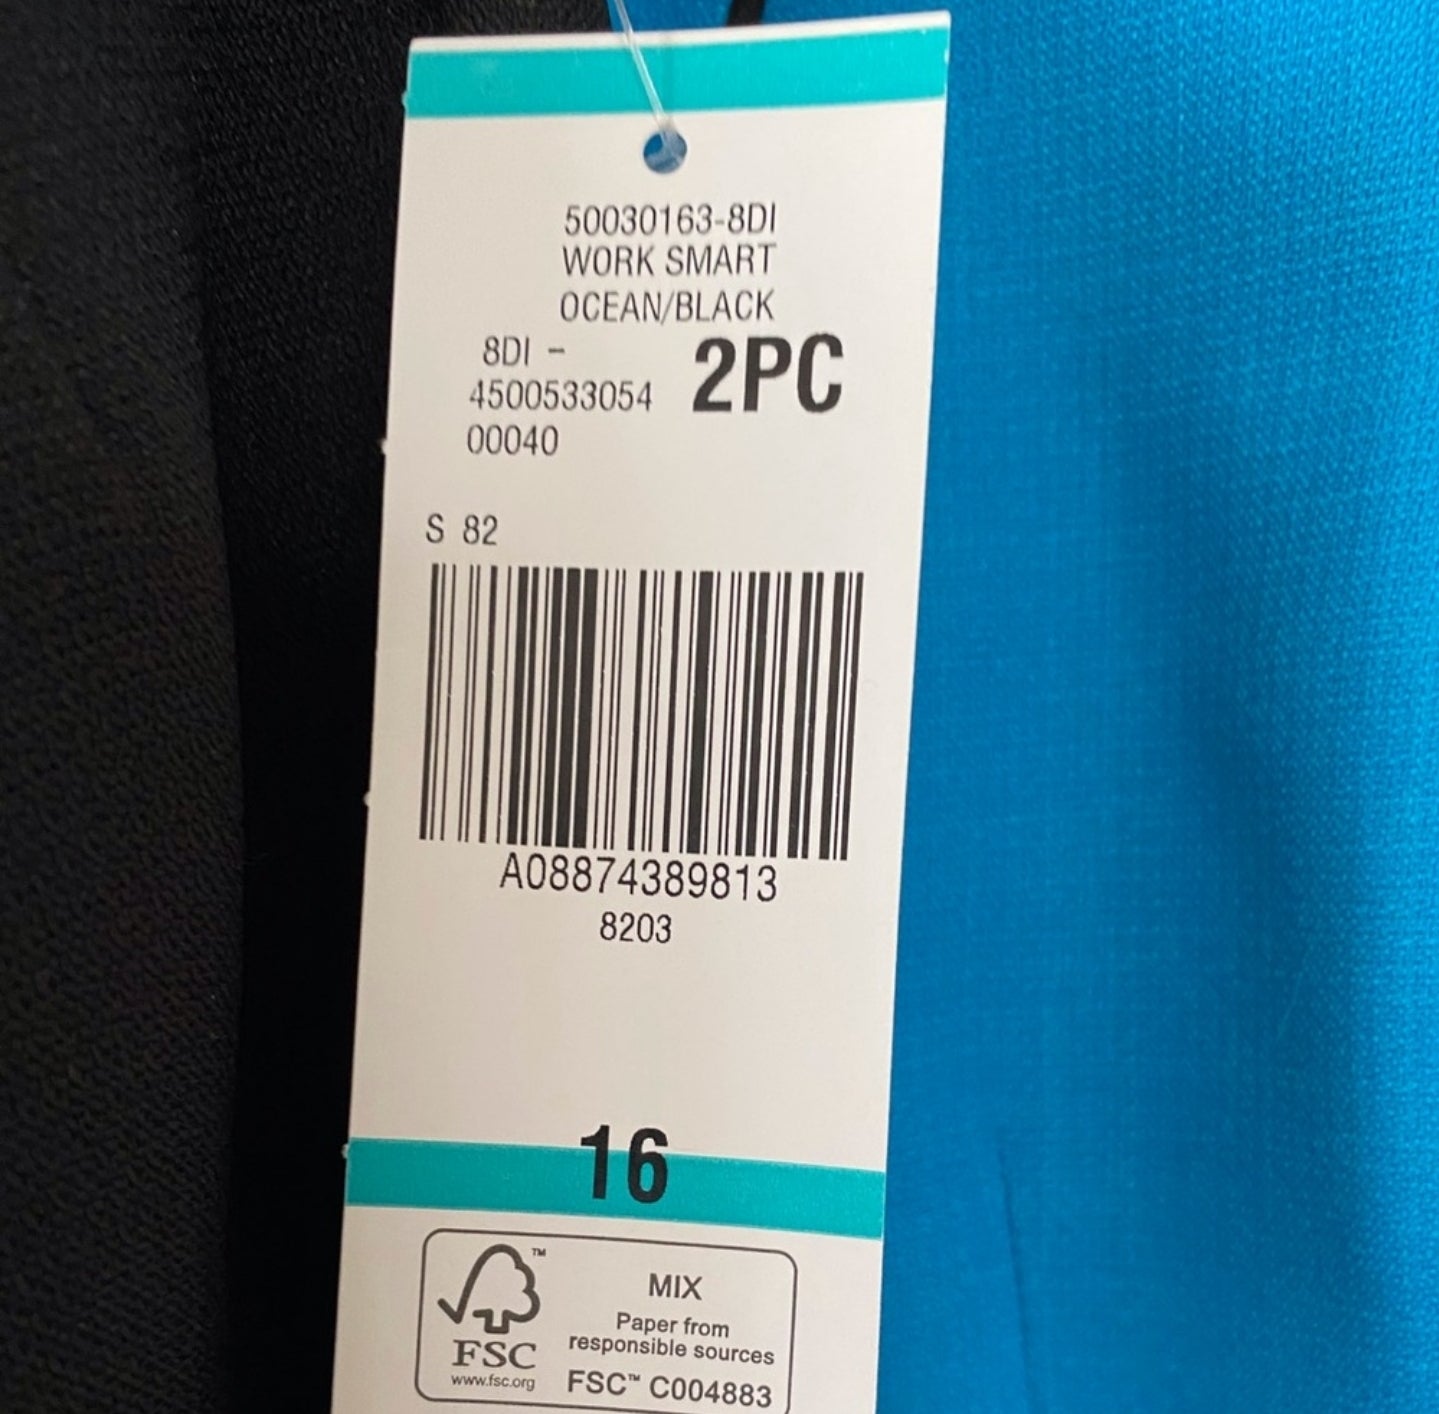 50030163-8DI
WORK SMART
OCEAN/BLACK
8DI -
4500533054
00040
2PC
S 82
A08874389813
8203
16
FSC
www.fsc.org
MIX
Paper from
responsible sources
FSC™ C004883